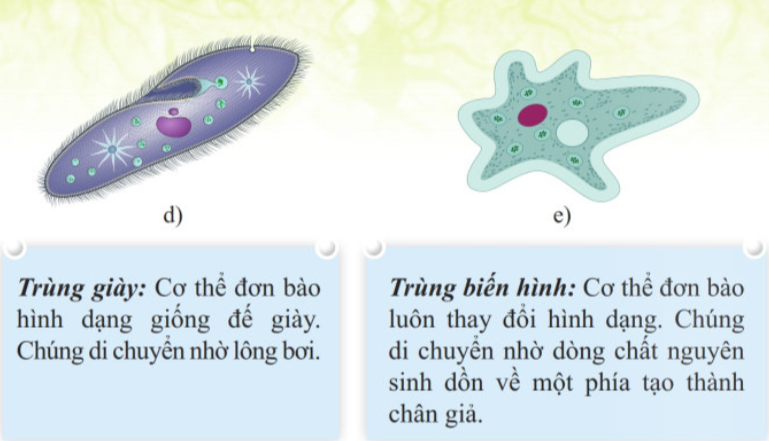 d)
e)
Trùng giày: Cơ thể đơn bào
hình dạng giống đế giày.
Chúng di chuyển nhờ lông bơi.
Trùng biến hình: Cơ thể đơn bào
luôn thay đổi hình dạng. Chúng
di chuyển nhờ dòng chất nguyên
sinh dồn về một phía tạo thành
chân giả.